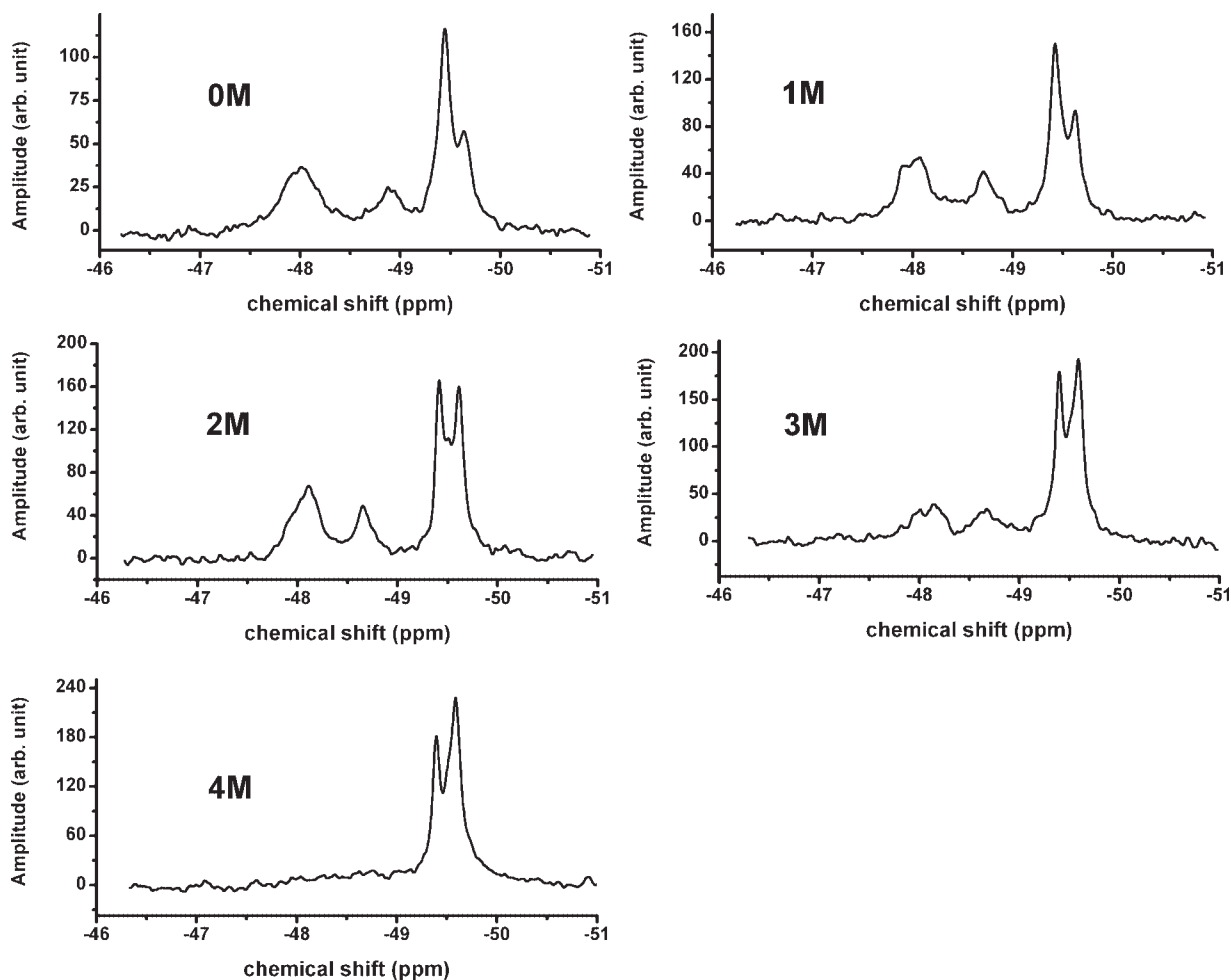 Amplitude (arb. unit)
100
75
50
25
0
0M
-46 -47 -48 -49 -50 -51
chemical shift (ppm)
Amplitude (arb. unit)
160
120
80
40
0
1M
-46 -47 -48 -49 -50 -51
chemical shift (ppm)
Amplitude (arb. unit)
200
160
120
80
40
0
2M
-46 -47 -48 -49 -50 -51
chemical shift (ppm)
Amplitude (arb. unit)
200
150
100
50
0
3M
-46 -47 -48 -49 -50 -51
chemical shift (ppm)
Amplitude (arb. unit)
240
180
120
60
0
4M
-46 -47 -48 -49 -50 -51
chemical shift (ppm)